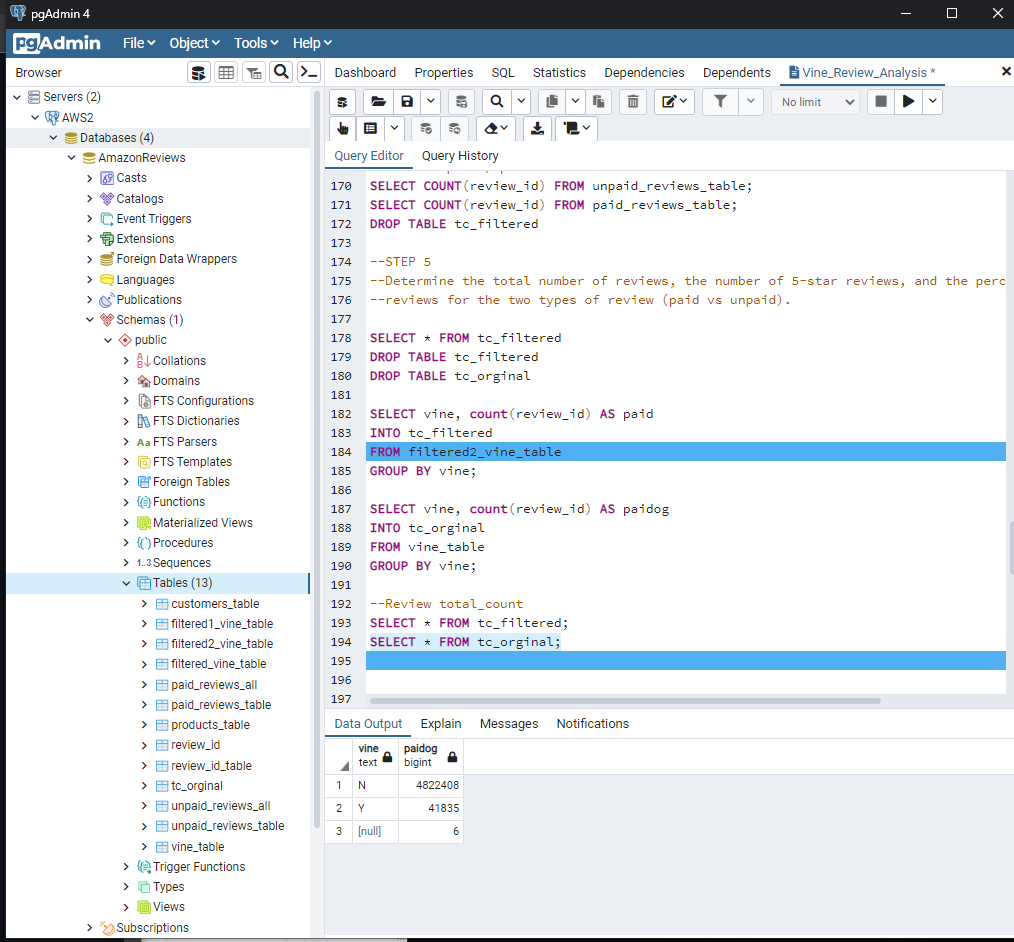 pgAdmin 4
pgAdmin File Object Tools Help
Browser
Dashboard Properties SQL Statistics Dependencies Dependents Vine_Review_Analysis *
No limit
Query Editor Query History
Servers (2)
AWS2
Databases (4)
AmazonReviews
Casts
Catalogs
Event Triggers
Extensions
Foreign Data Wrappers
Languages
Publications
Schemas (1)
public
Collations
Domains
FTS Configurations
FTS Dictionaries
Aa FTS Parsers
FTS Templates
Foreign Tables
Functions
Materialized Views
Procedures
1..3 Sequences
Tables (13)
customers_table
filtered1_vine_table
filtered2_vine_table
filtered_vine_table
paid_reviews_all
paid_reviews_table
products_table
review_id
review_id_table
tc_orginal
unpaid_reviews_all
unpaid_reviews_table
vine_table
Trigger Functions
Types
Views
Subscriptions
170 SELECT COUNT(review_id) FROM unpaid_reviews_table;
171 SELECT COUNT(review_id) FROM paid_reviews_table;
172 DROP TABLE tc_filtered
173
174 --STEP 5
175 --Determine the total number of reviews, the number of 5-star reviews, and the perc
176 --reviews for the two types of review (paid vs unpaid).
177
178 SELECT * FROM tc_filtered
179 DROP TABLE tc_filtered
180 DROP TABLE tc_orginal
181
182 SELECT vine, count(review_id) AS paid
183 INTO tc_filtered
184 FROM filtered2_vine_table
185 GROUP BY vine;
186
187 SELECT vine, count(review_id) AS paidog
188 INTO tc_orginal
189 FROM vine_table
190 GROUP BY vine;
191
192 --Review total_count
193 SELECT * FROM tc_filtered;
194 SELECT * FROM tc_orginal;
195
196
197
Data Output Explain Messages Notifications
vine paidog
text bigint
1 N 4822408
2 Y 41835
3 [null] 6